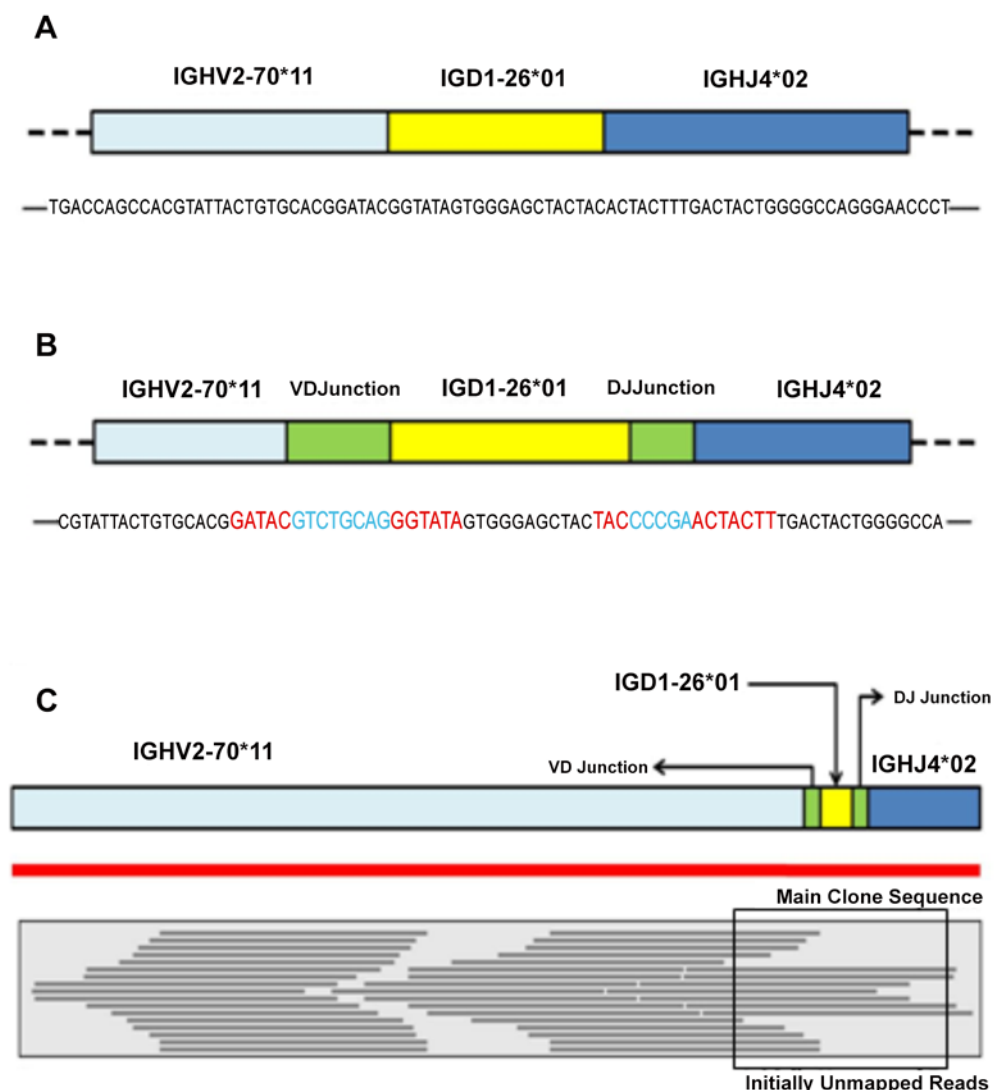 A
IGHV2-70*11 IGD1-26*01 IGHJ4*02
TGACCAGCCACGTATTACTGTGCACGGATACGGTATAGTGGGAGCTACTACACTACTTTGACTACTGGGGCCAGGGAACCCT
B
IGHV2-70*11 VDJunction IGD1-26*01 DJJunction IGHJ4*02
CGTATTACTGTGCACGGATACGTCTGCAGGGTATAGTGGGAGCTACTACCCCGAACTACTTTGACTACTGGGGCCA
C
IGD1-26*01
DJ Junction
IGHV2-70*11
VD Junction
IGHJ4*02
Main Clone Sequence
Initially Unmapped Reads